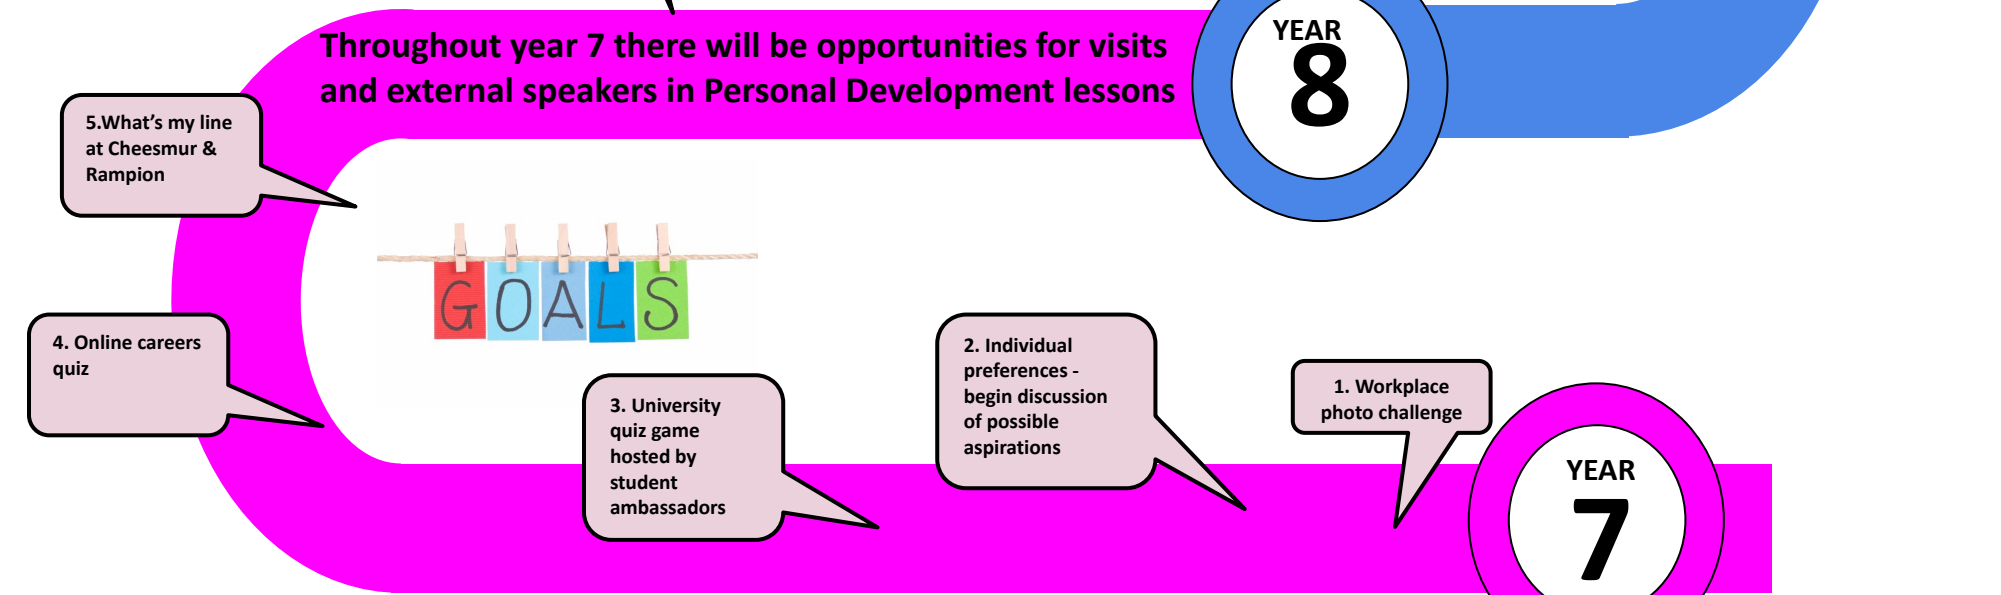 Throughout year 7 there will be opportunities for visits
and external speakers in Personal Development lessons
YEAR
8
5.What’s my line
at Cheesmur &
Rampion
GOALS
4. Online careers
quiz
3. University
quiz game
hosted by
student
ambassadors
2. Individual
preferences -
begin discussion
of possible
aspirations
1. Workplace
photo challenge
YEAR
7